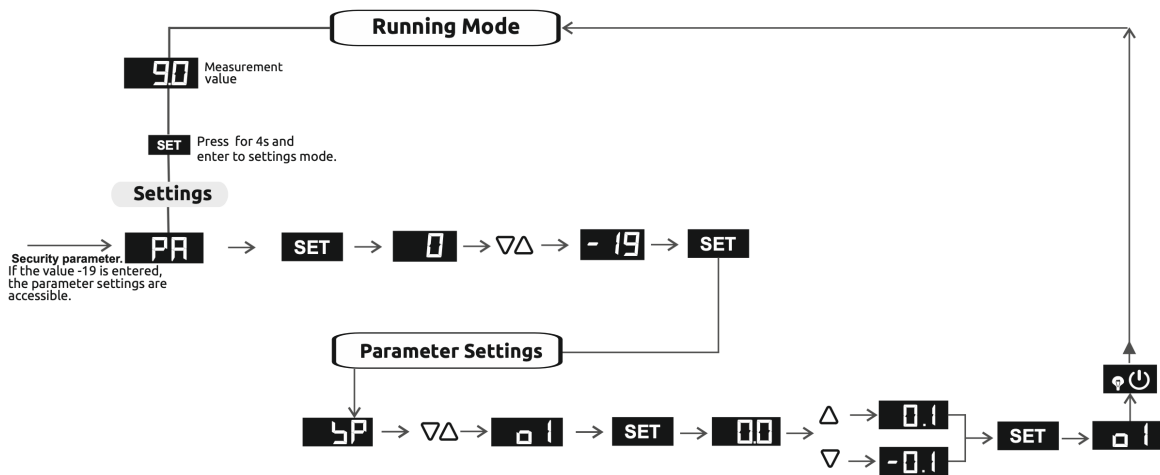 Running Mode
9.0
Measurement
value
SET
Press for 4s and
enter to settings mode.
Settings
PA
SET
0
-19
SET
Security parameter.
If the value -19 is entered,
the parameter settings are
accessible.
Parameter Settings
SP
o1
SET
0.0
0.1
-0.1
SET
o1